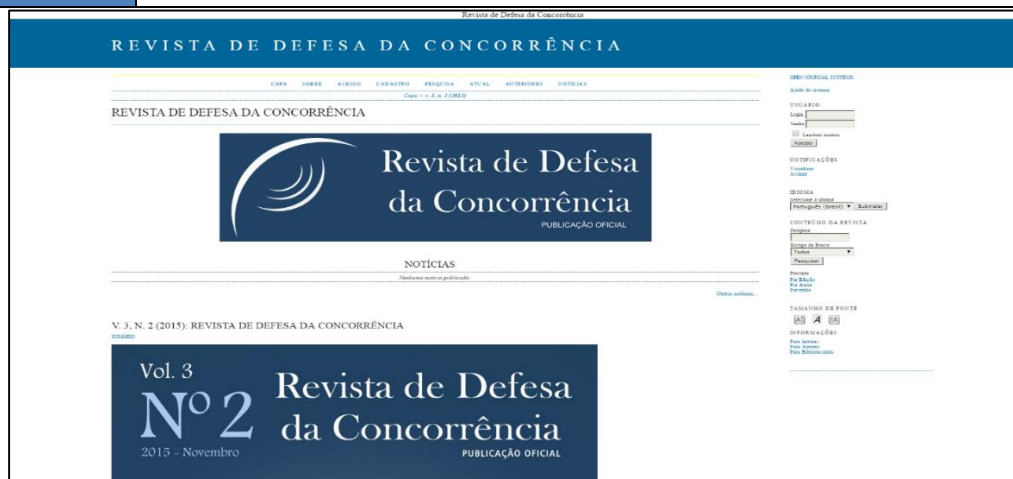 Revista de Defesa da Concorrência
REVISTA DE DEFESA DA CONCORRÊNCIA
CAPA SOBRE ACESSO CADASTRO PESQUISA ATUAL ANTERIORES NOTÍCIAS
Capa > v. 3, n. 2 (2015)
REVISTA DE DEFESA DA CONCORRÊNCIA
Revista de Defesa
da Concorrência
PUBLICAÇÃO OFICIAL
NOTÍCIAS
Nenhuma notícia publicada.
Outras notícias...
V. 3, N. 2 (2015): REVISTA DE DEFESA DA CONCORRÊNCIA
SUMÁRIO
Vol. 3
Nº 2
2015 - Novembro
Revista de Defesa
da Concorrência
PUBLICAÇÃO OFICIAL
OPEN JOURNAL SYSTEMS
Ajuda do sistema
USUÁRIO
Login
Senha
Lembrar usuário
Acesso
NOTIFICAÇÕES
Visualizar
Assinar
IDIOMA
Selecione o idioma
Português (Brasil) Submeter
CONTEÚDO DA REVISTA
Pesquisa
Escopo da Busca
Todos
Pesquisar
Procurar
Por Edição
Por Autor
Por título
TAMANHO DE FONTE
INFORMAÇÕES
Para leitores
Para Autores
Para Bibliotecários